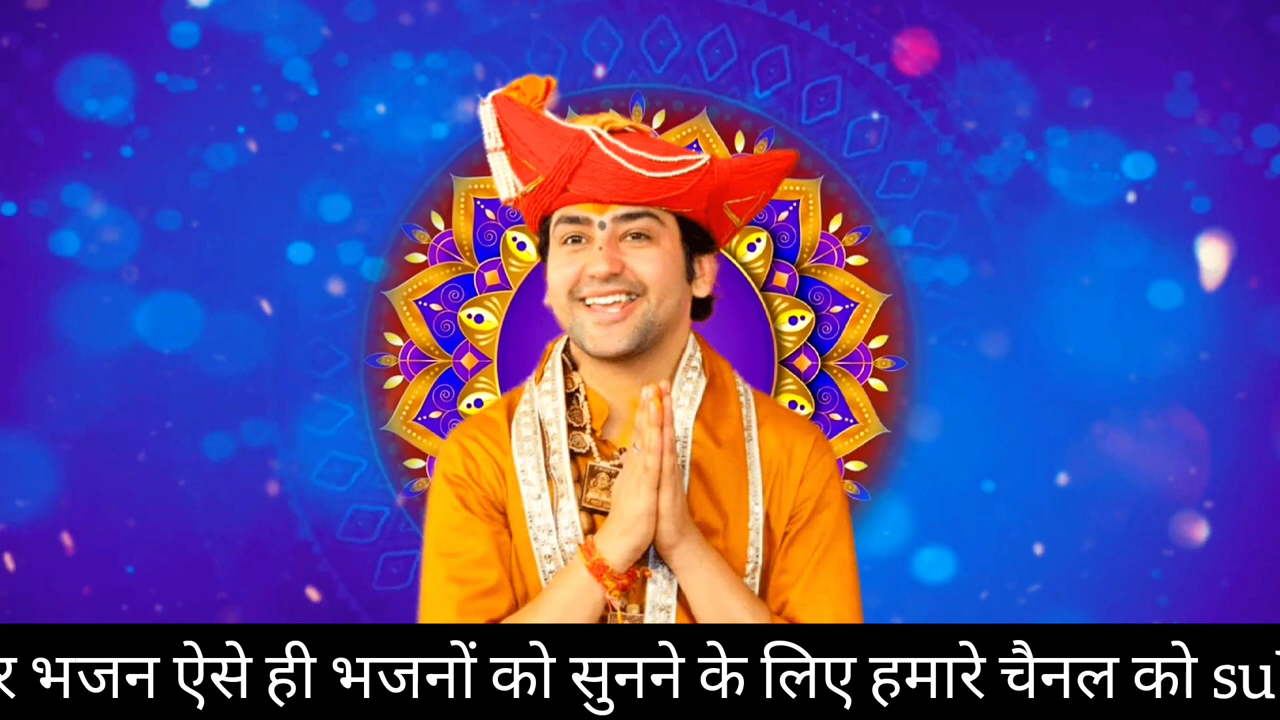 भजन ऐसे ही भजनों को सुनने के लिए हमारे चैनल को